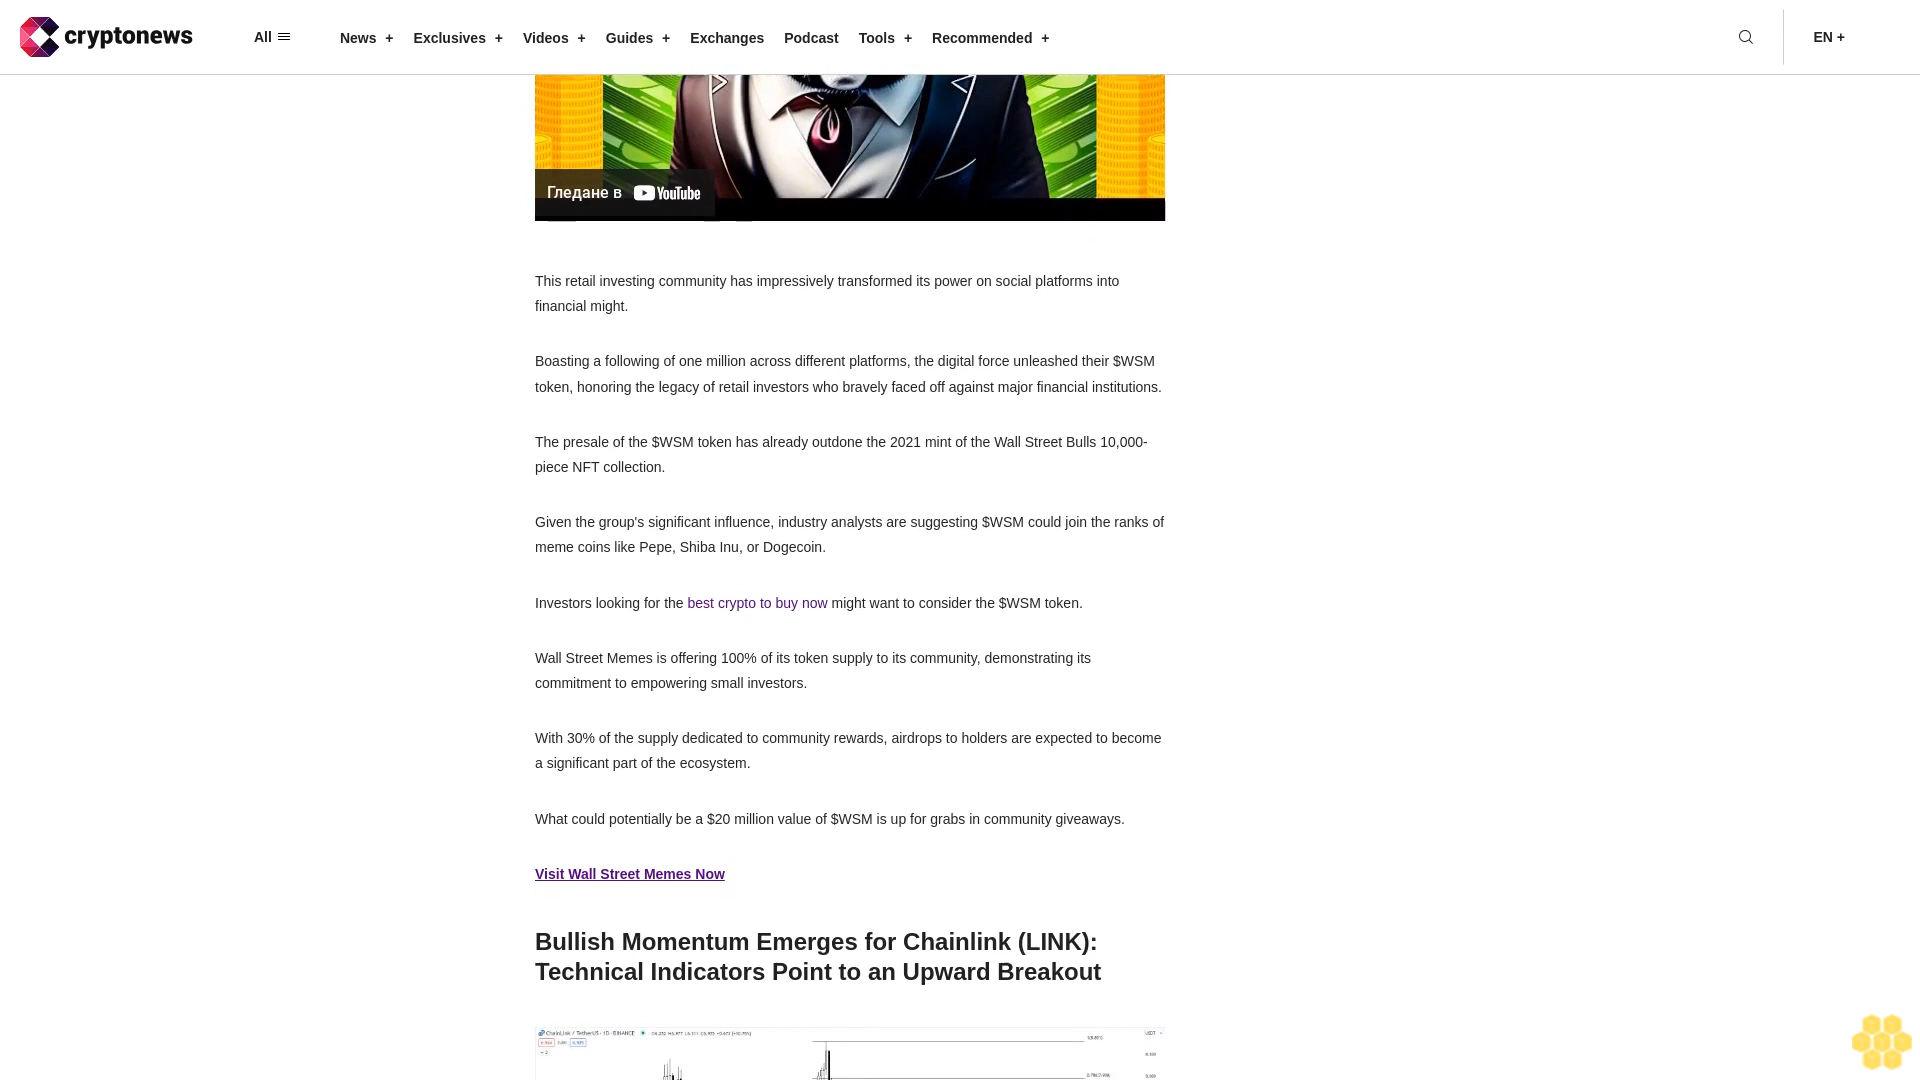 cryptonews
All
News +
Exclusives +
Videos +
Guides +
Exchanges
Podcast
Tools +
Recommended +
EN +
Гледане в YouTube
This retail investing community has impressively transformed its power on social platforms into
financial might.
Boasting a following of one million across different platforms, the digital force unleashed their $WSM
token, honoring the legacy of retail investors who bravely faced off against major financial institutions.
The presale of the $WSM token has already outdone the 2021 mint of the Wall Street Bulls 10,000-
piece NFT collection.
Given the group's significant influence, industry analysts are suggesting $WSM could join the ranks of
meme coins like Pepe, Shiba Inu, or Dogecoin.
Investors looking for the best crypto to buy now might want to consider the $WSM token.
Wall Street Memes is offering 100% of its token supply to its community, demonstrating its
commitment to empowering small investors.
With 30% of the supply dedicated to community rewards, airdrops to holders are expected to become
a significant part of the ecosystem.
What could potentially be a $20 million value of $WSM is up for grabs in community giveaways.
Visit Wall Street Memes Now
Bullish Momentum Emerges for Chainlink (LINK):
Technical Indicators Point to an Upward Breakout
ChainLink / TetherUS · 1D · BINANCE
USDT